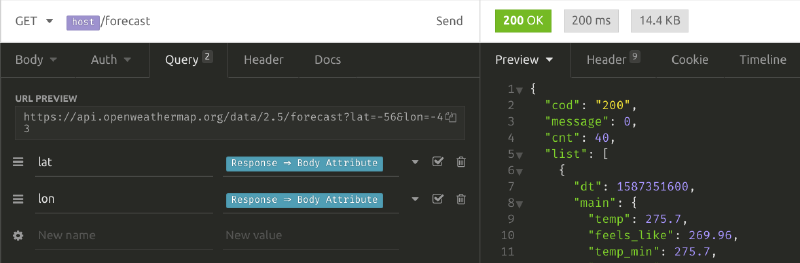 GET host/forecast Send 200 OK 200 ms 14.4 KB
Body Auth Query 2 Header Docs Preview Header 9 Cookie Timeline
URL PREVIEW
https://api.openweathermap.org/data/2.5/forecast?lat=-56&lon=-4
3
lat Response ⇒ Body Attribute
lon Response ⇒ Body Attribute
New name New value
1 {
2 "cod": "200",
3 "message": 0,
4 "cnt": 40,
5 "list": [
6 {
7 "dt": 1587351600,
8 "main": {
9 "temp": 275.7,
10 "feels_like": 269.96,
11 "temp_min": 275.7,